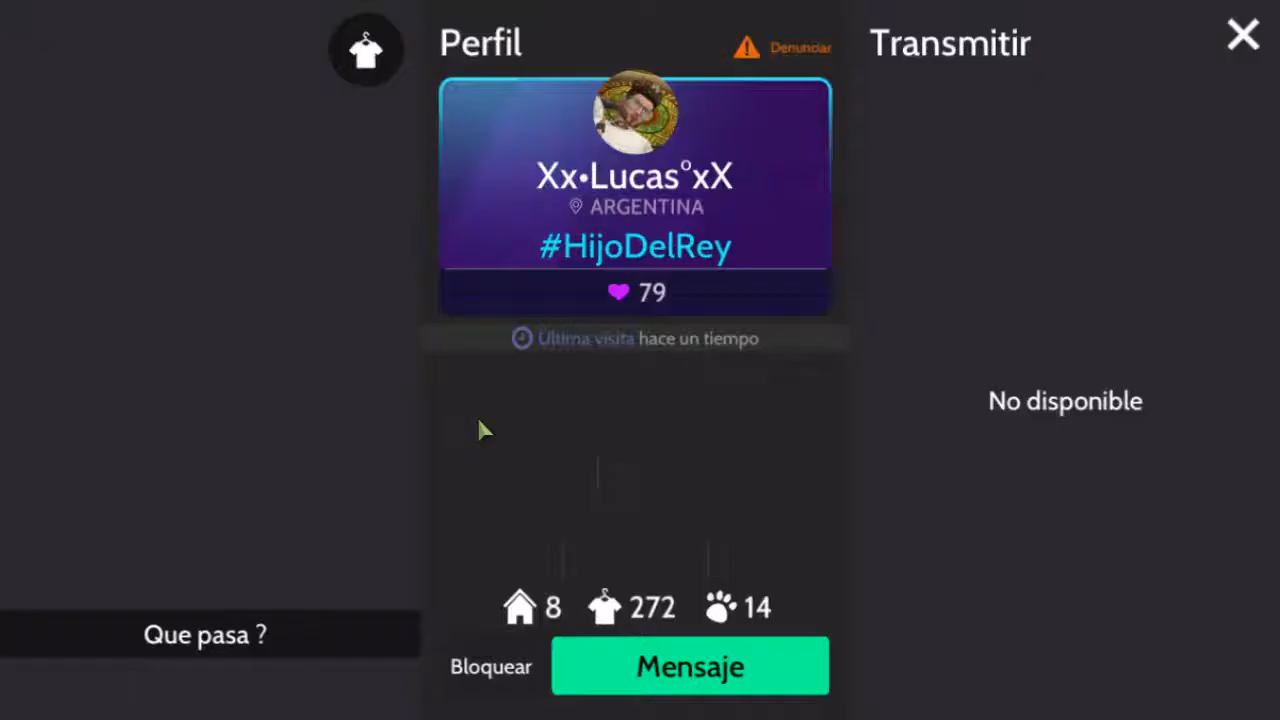 Perfil
Denunciar
Transmitir
Xx•Lucas°xX
ARGENTINA
#HijoDelRey
79
Ultima visita hace un tiempo
No disponible
8 272 14
Que pasa ?
Bloquear
Mensaje